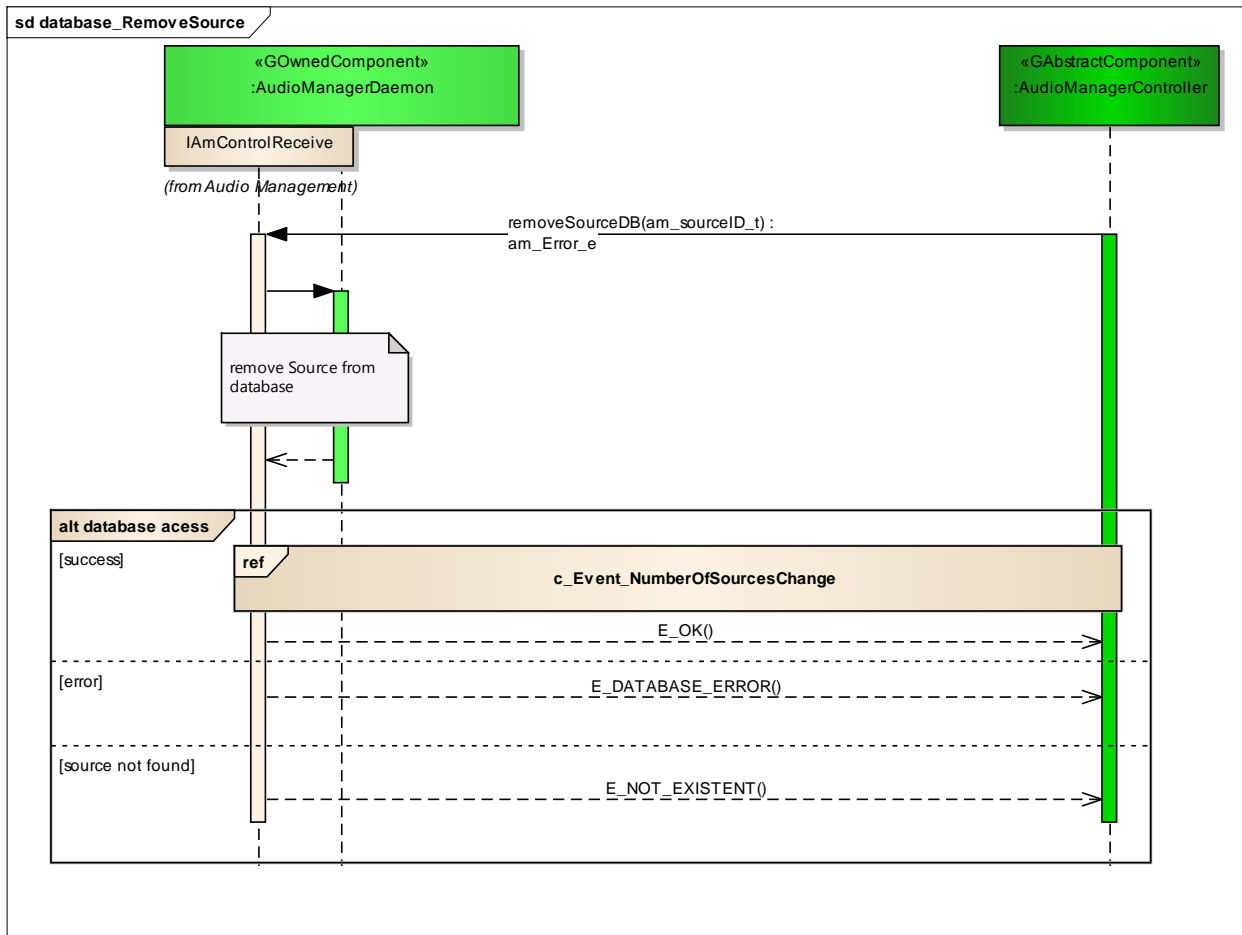 sd database_RemoveSource
«GOwnedComponent»
:AudioManagerDaemon
«GAbstractComponent»
:AudioManagerController
IAmControlReceive
(from Audio Management)
removeSourceDB(am_sourceID_t) :
am_Error_e
remove Source from
database
alt database acess
[success]
ref
c_Event_NumberOfSourcesChange
E_OK()
[error]
E_DATABASE_ERROR()
[source not found]
E_NOT_EXISTENT()